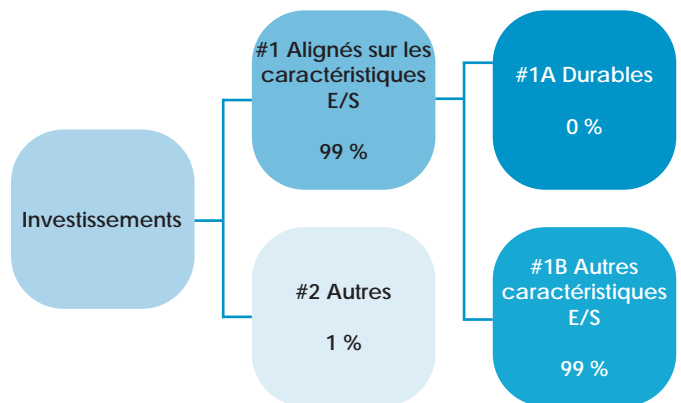 Investissements
#1 Alignés sur les
caractéristiques
E/S
99 %
#2 Autres
1 %
#1A Durables
0 %
#1B Autres
caractéristiques
E/S
99 %